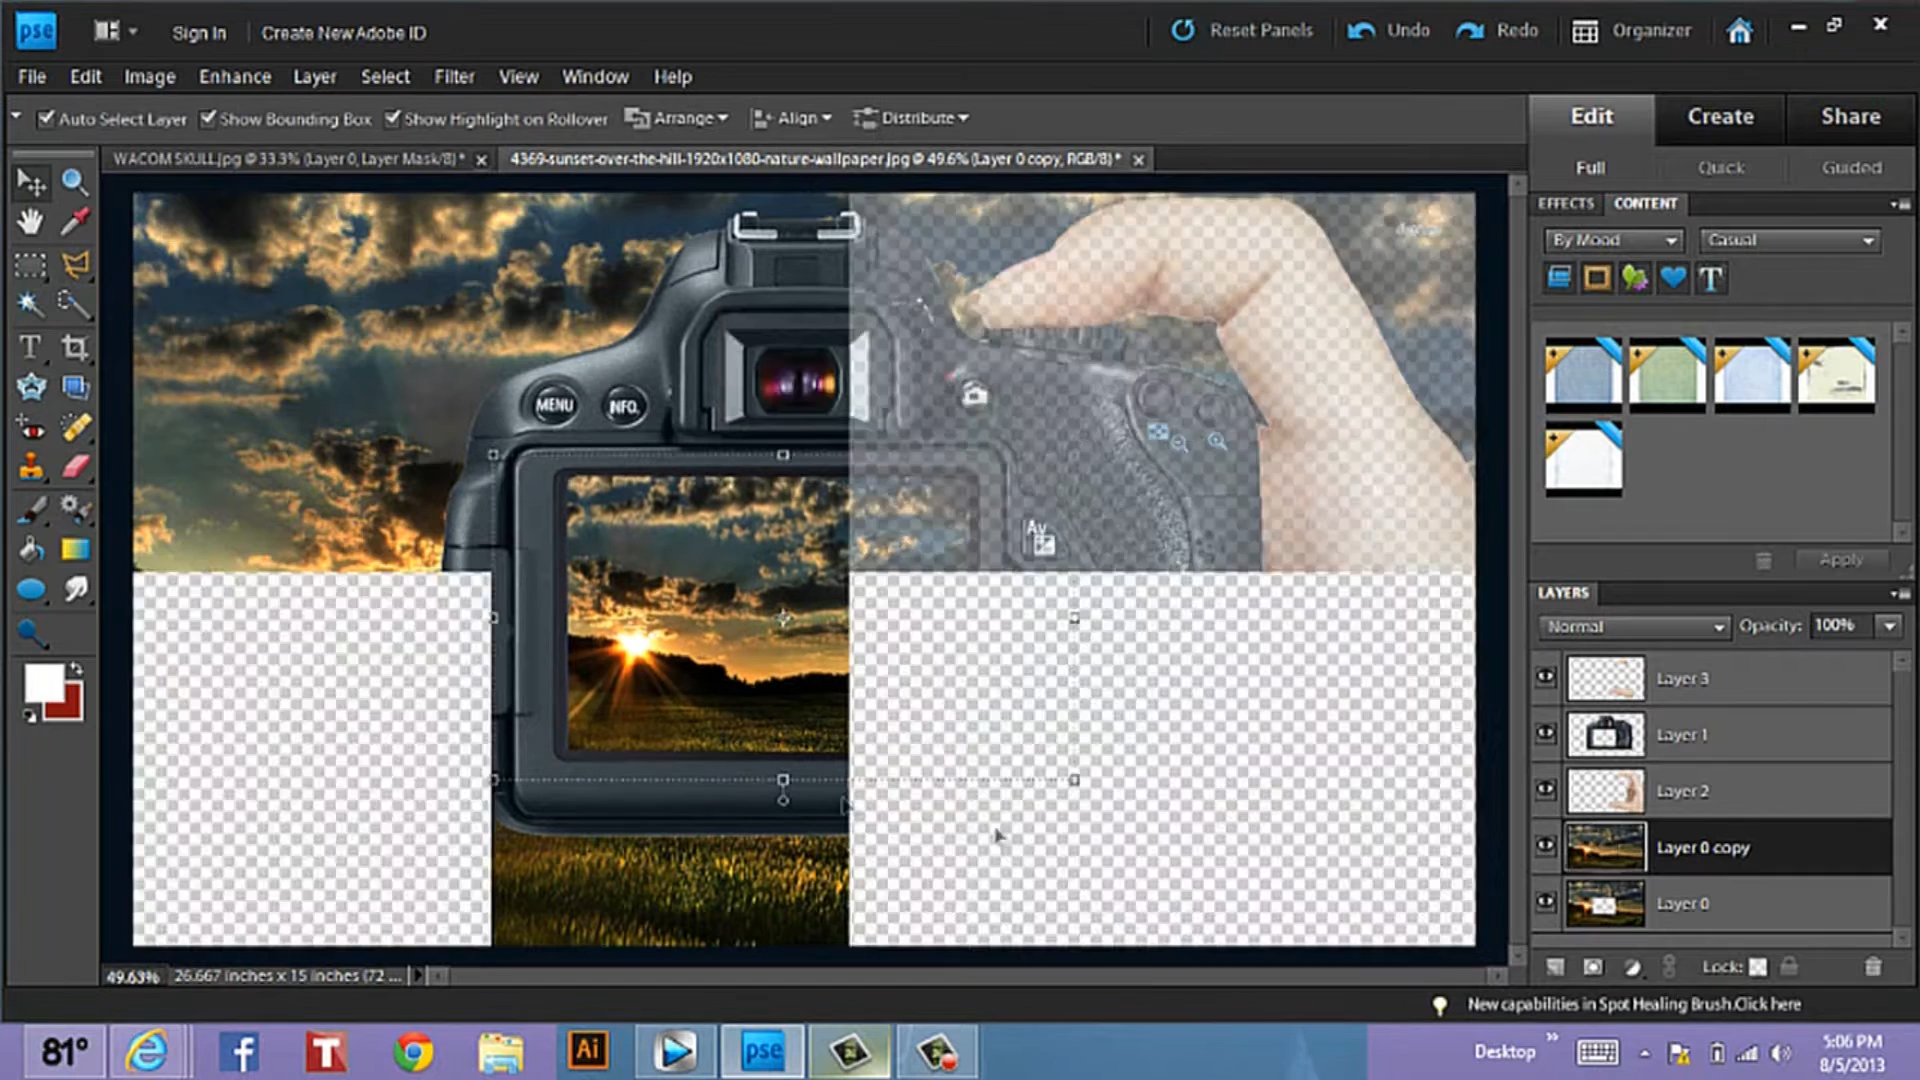 pse Sign In Create New Adobe ID Reset Panels Undo Redo Organizer
File Edit Image Enhance Layer Select Filter View Window Help
Auto Select Layer Show Bounding Box Show Highlight on Rollover Arrange Align Distribute
Edit Create Share
WACOM SKULL.jpg @ 33.3% (Layer 0, Layer Mask/8) *
4369-sunset-over-the-hill-1920x1080-nature-wallpaper.jpg @ 49.6% (Layer 0 copy, RGB/8) *
Full Quick Guided
EFFECTS CONTENT
By Mood Casual
T
T
MENU INFO.
Av
Apply
LAYERS
Normal Opacity: 100%
Layer 3
Layer 1
Layer 2
Layer 0 copy
Layer 0
Lock:
49.63% 26.667 inches x 15 inches (72 ...
New capabilities in Spot Healing Brush.Click here
81° f T Ai pse Desktop 5:06 PM
8/5/2013